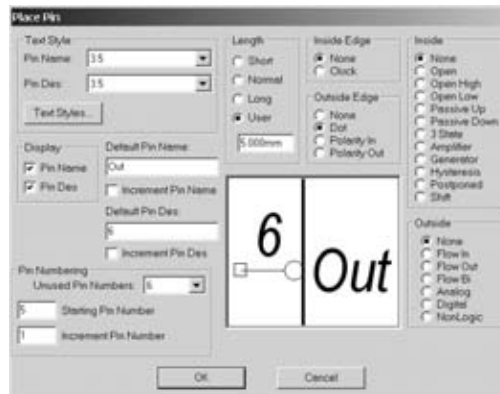 Place Pin
Text Style
Pin Name: 3.5
Pin Des: 3.5
Text Styles...
Length
Short
Normal
Long
User
5.000mm
Inside Edge
None
Clock
Outside Edge
None
Dot
Polarity In
Polarity Out
Inside
None
Open
Open High
Open Low
Passive Up
Passive Down
3 State
Amplifier
Generator
Hysteresis
Postponed
Shift
Display
Pin Name
Pin Des
Default Pin Name:
Out
Increment Pin Name
Default Pin Des:
6
Increment Pin Des
6
Out
Outside
None
Flow In
Flow Out
Flow Bi
Analog
Digital
NonLogic
Pin Numbering
Unused Pin Numbers: 6
5 Starting Pin Number
1 Increment Pin Number
OK
Cancel